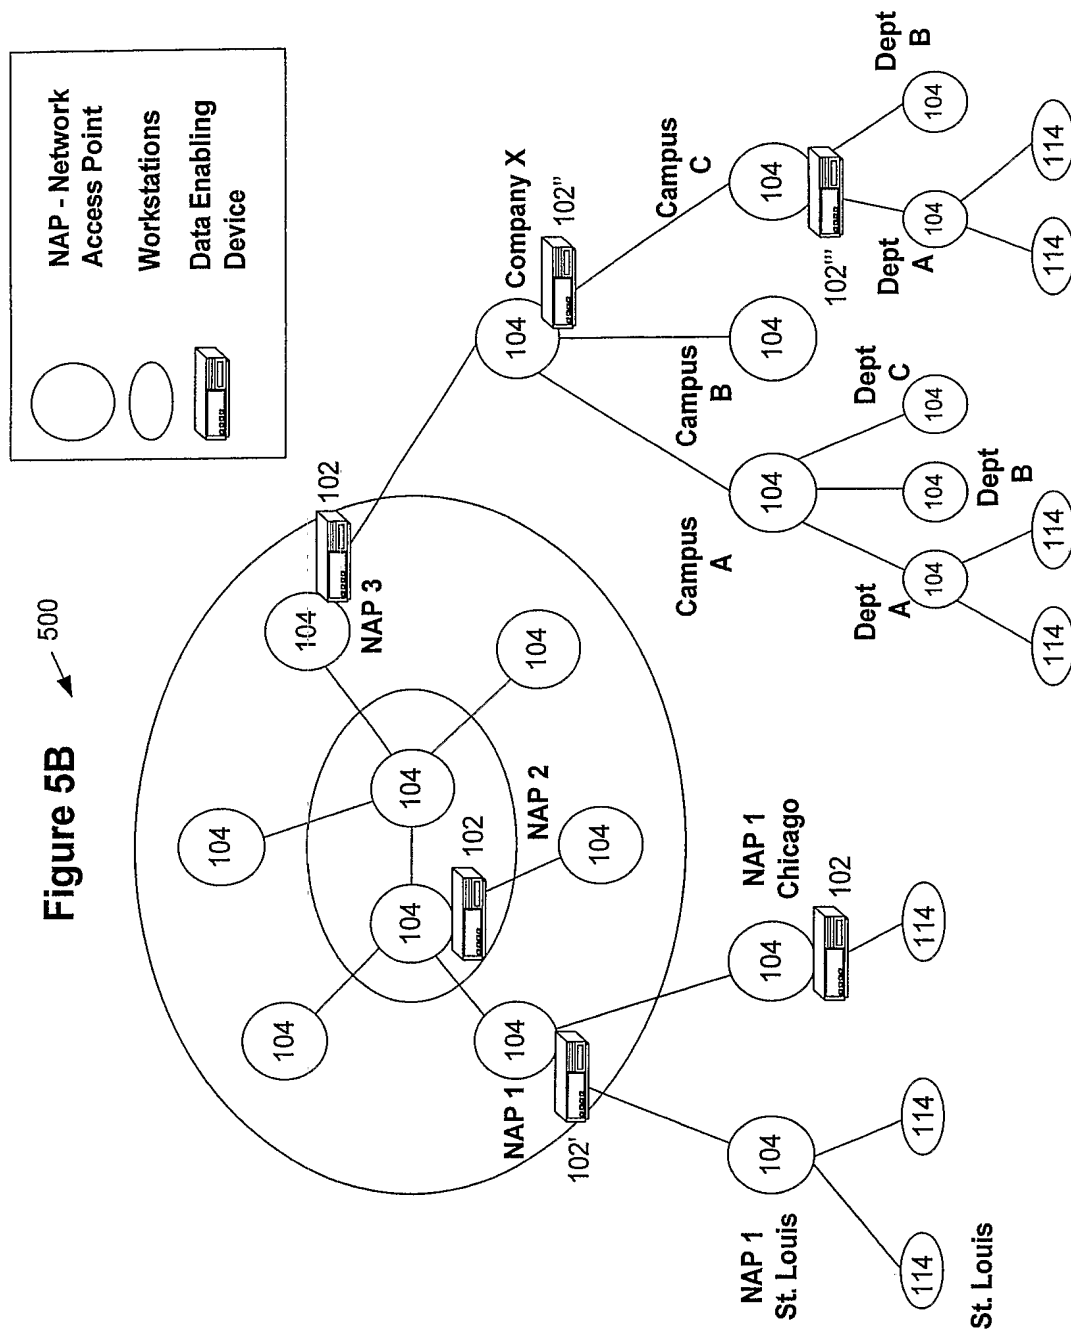 Figure 5B
500
NAP - Network
Access Point
Workstations
Data Enabling
Device
104
104
104
NAP 3
102
104
104
104
102
NAP 2
104
104
NAP 1
102'
104
Company X
102"
NAP 1
St. Louis
104
NAP 1
Chicago
104
102
Campus
A
104
Campus
B
104
Campus
C
104
102'''
114
St. Louis
114
114
Dept
A
104
Dept
B
104
Dept
C
104
Dept
A
104
Dept
B
104
114
114
114
114